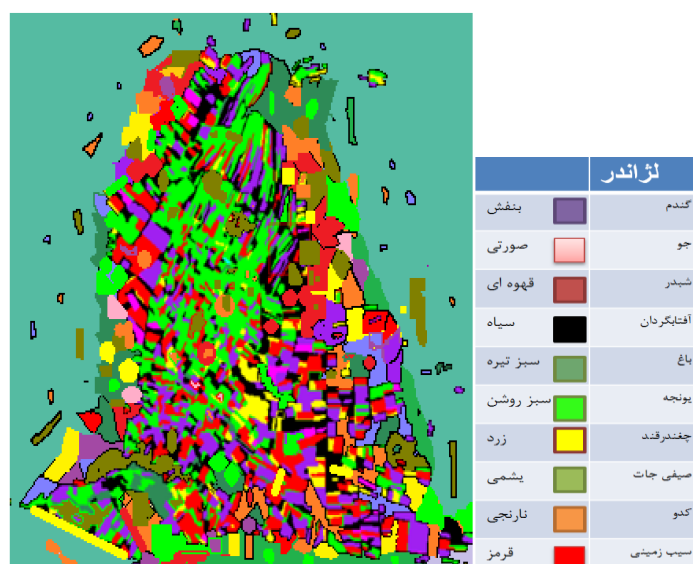 لژاندر
گندم بنفش
جو صورتی
شبدر قهوه ای
آفتابگردان سیاه
باغ سبز تیره
یونجه سبز روشن
چغندرقند زرد
صیفی جات یشمی
کدو نارنجی
سیب زمینی قرمز